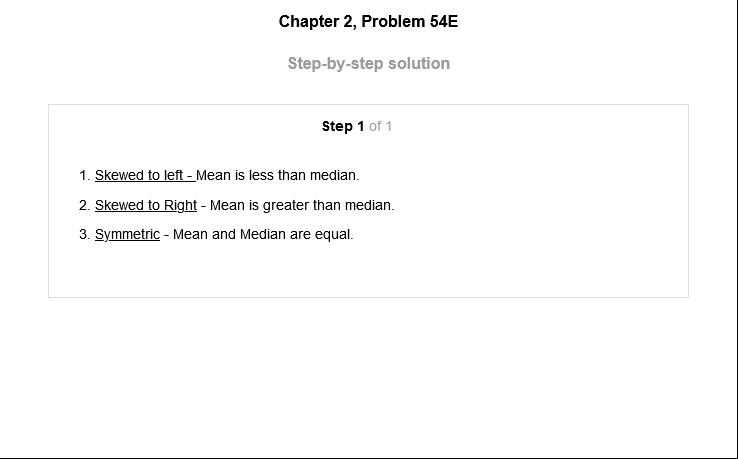 Chapter 2, Problem 54E
Step-by-step solution
Step 1 of 1
1. Skewed to left - Mean is less than median.
2. Skewed to Right - Mean is greater than median.
3. Symmetric - Mean and Median are equal.